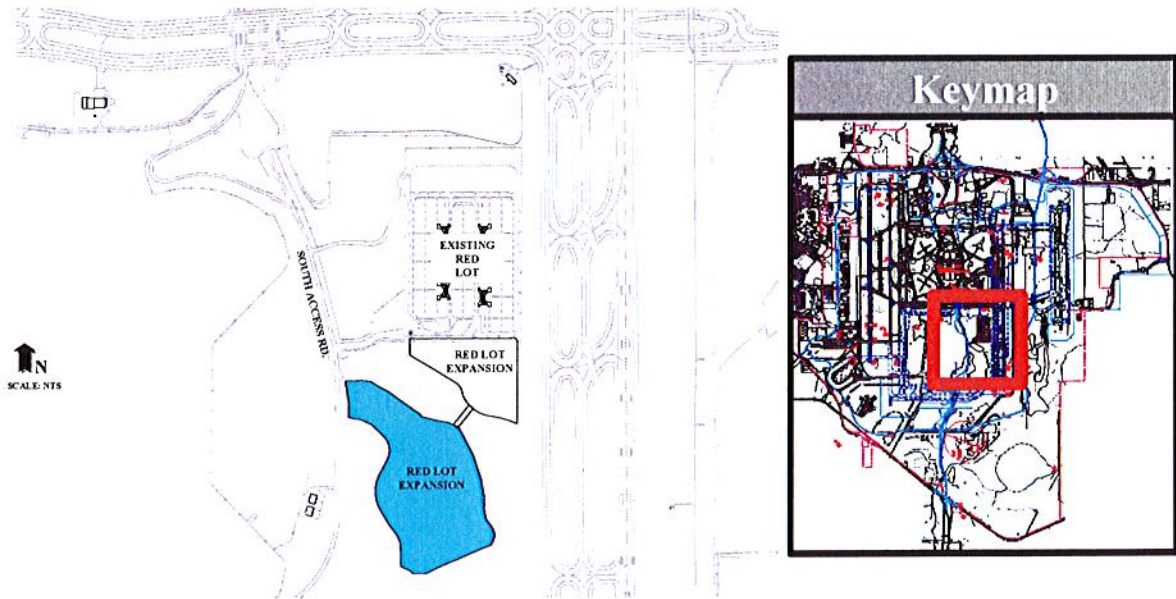 Keymap
EXISTING
RED
LOT
SOUTH ACCESS RD.
N
SCALE: NTS
RED LOT
EXPANSION
RED LOT
EXPANSION